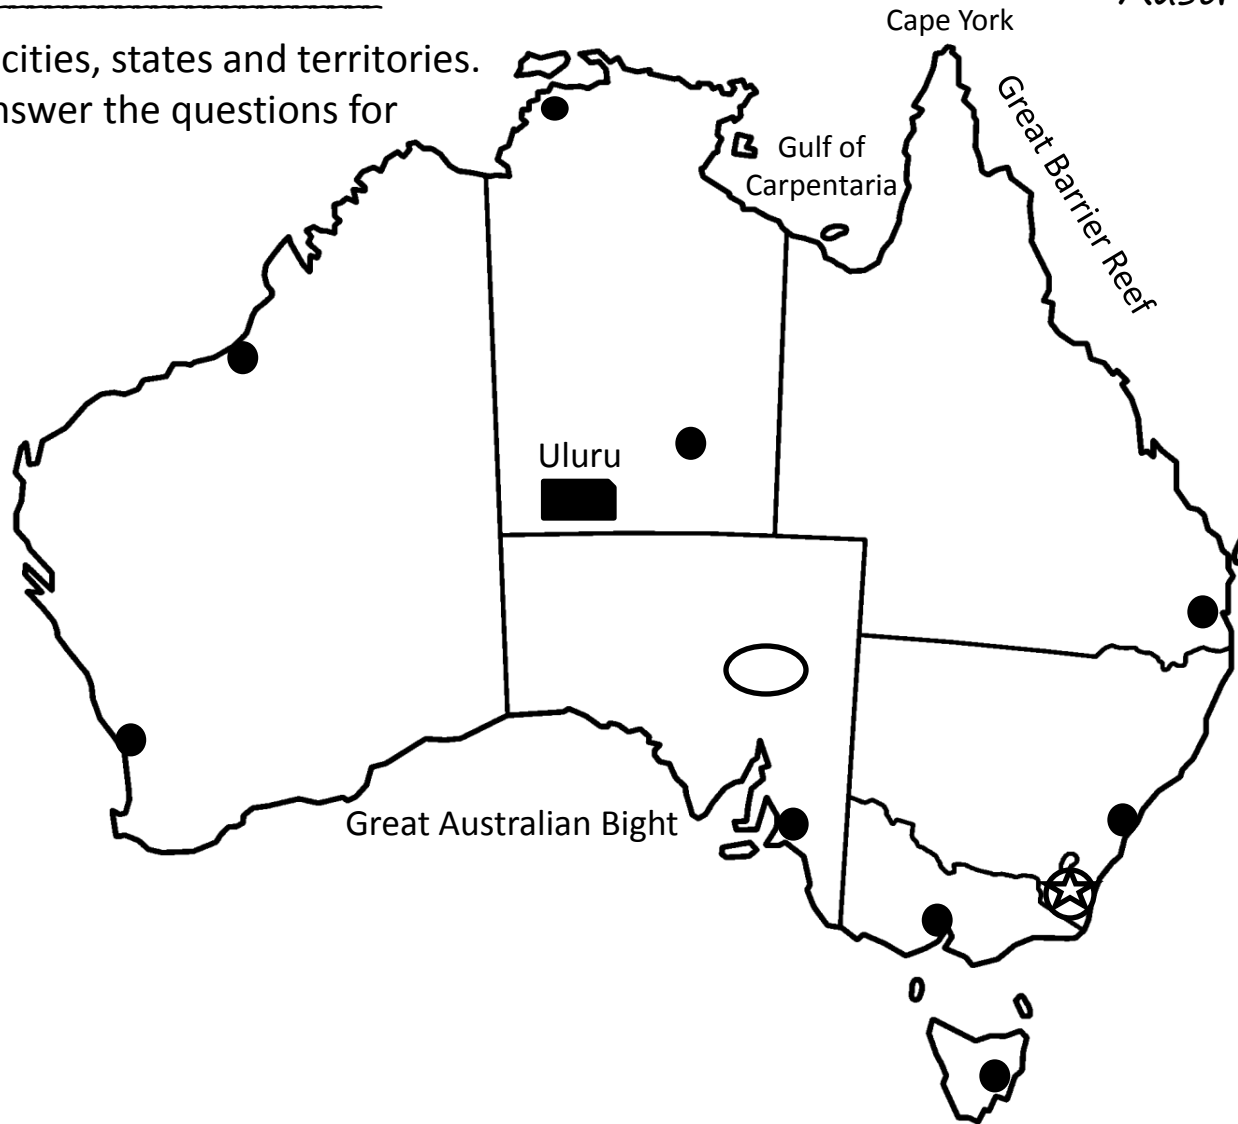 Cape York
cities, states and territories.
nswer the questions for
Great Barrier Reef
Gulf of
Carpentaria
Uluru
Great Australian Bight